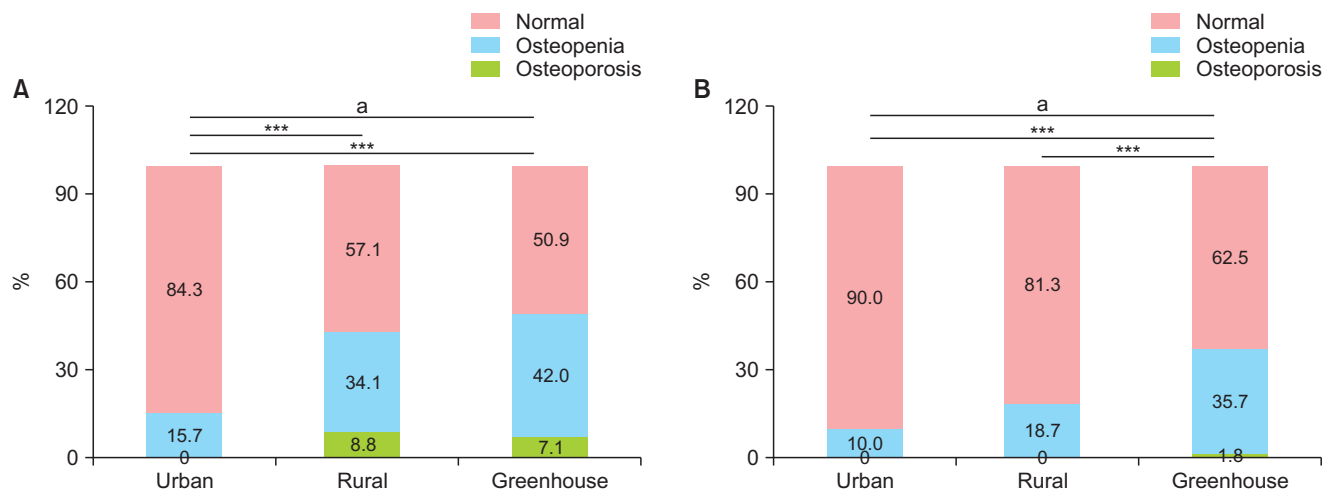 Normal
Osteopenia
Osteoporosis
A
120
90
60
30
0
%
a
***
***
84.3
15.7
0
57.1
34.1
8.8
50.9
42.0
7.1
Urban Rural Greenhouse
Normal
Osteopenia
Osteoporosis
B
120
90
60
30
0
%
a
***
***
90.0
10.0
0
81.3
18.7
0
62.5
35.7
1.8
Urban Rural Greenhouse